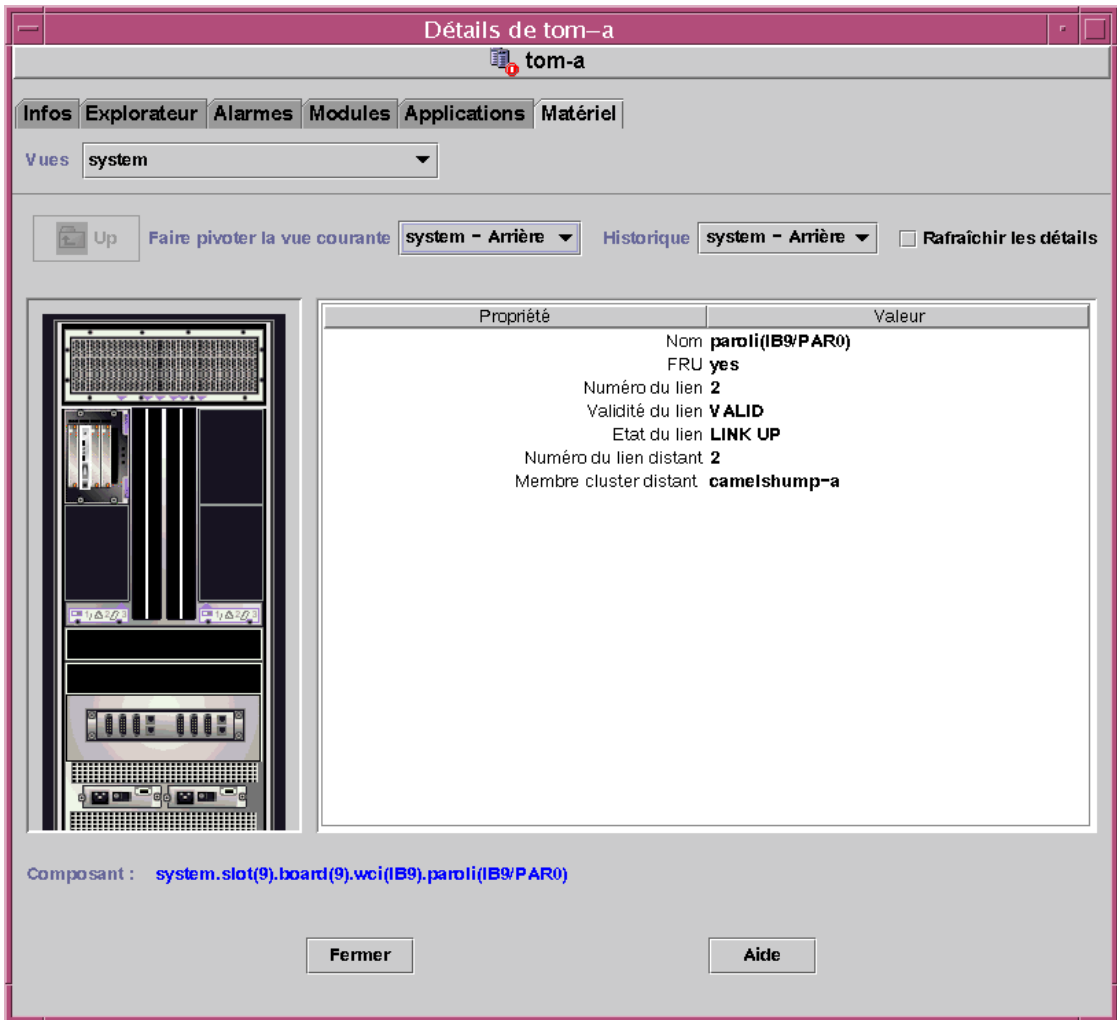 Détails de tom–a
tom-a
Infos Explorateur Alarmes Modules Applications Matériel
Vues system
Up Faire pivoter la vue courante system - Arrière Historique system - Arrière Rafraîchir les détails
Propriété Valeur
Nom paroli(IB9/PAR0)
FRU yes
Numéro du lien 2
Validité du lien VALID
Etat du lien LINK UP
Numéro du lien distant 2
Membre cluster distant camelshump-a
Composant : system.slot(9).board(9).wci(IB9).paroli(IB9/PAR0)
Fermer Aide